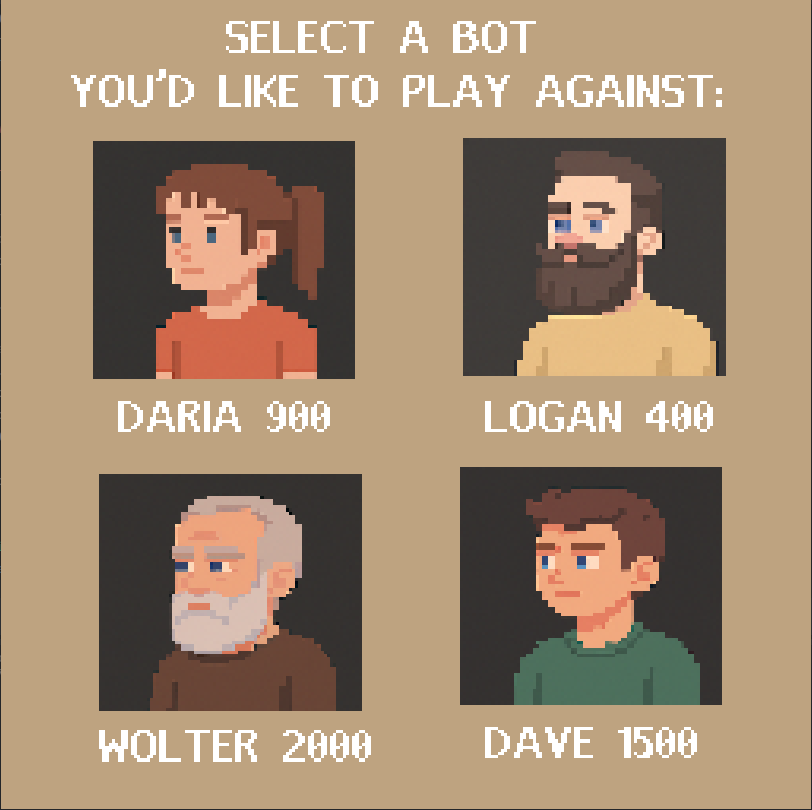 SELECT A BOT
YOU'D LIKE TO PLAY AGAINST:
DARIA 900
LOGAN 400
WOLTER 2000
DAVE 1500